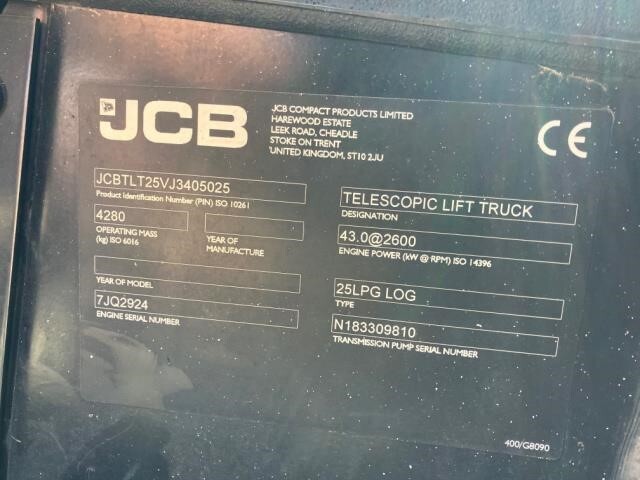 JCB
JCB COMPACT PRODUCTS LIMITED
HAREWOOD ESTATE
LEEK ROAD, CHEADLE
STOKE ON TRENT
UNITED KINGDOM, ST10 2JU
CE
JCBTLT25VJ3405025
Product Identification Number (PIN) ISO 10261
4280
OPERATING MASS
(kg) ISO 6016
YEAR OF
MANUFACTURE
YEAR OF MODEL
7JQ2924
ENGINE SERIAL NUMBER
TELESCOPIC LIFT TRUCK
DESIGNATION
43.0@2600
ENGINE POWER (kW @ RPM) ISO 14396
25LPG LOG
TYPE
N183309810
TRANSMISSION PUMP SERIAL NUMBER
400/G8090